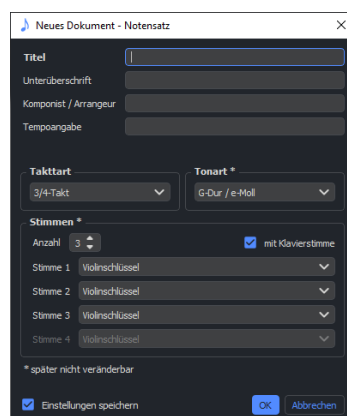 Neues Dokument - Notensatz
Titel
Unterüberschrift
Komponist / Arrangeur
Tempoangabe
Takttart Tonart *
3/4-Takt G-Dur / e-Moll
Stimmen *
Anzahl 3 mit Klavierstimme
Stimme 1 Violinschlüssel
Stimme 2 Violinschlüssel
Stimme 3 Violinschlüssel
Stimme 4 Violinschlüssel
* später nicht veränderbar
Einstellungen speichern OK Abbrechen